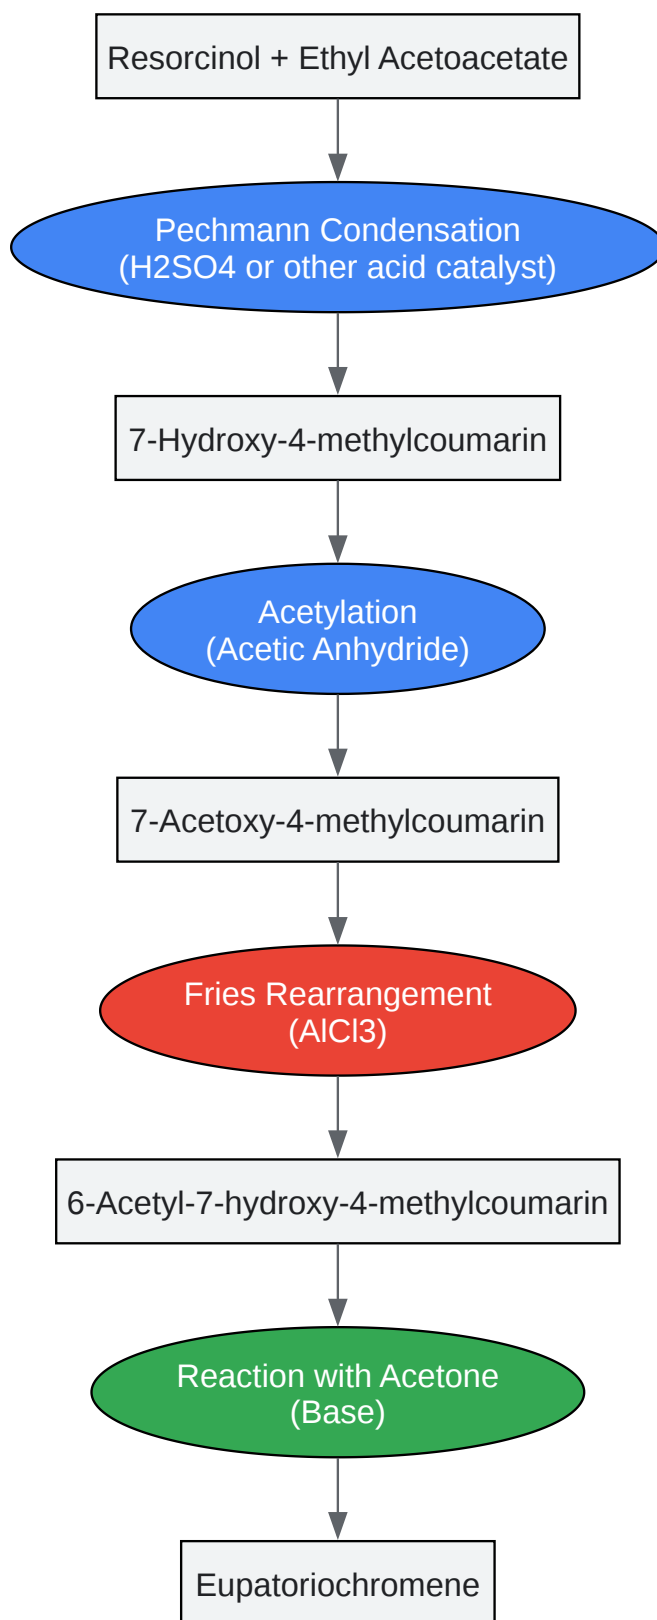 Resorcinol + Ethyl Acetoacetate
Pechmann Condensation
(H2SO4 or other acid catalyst)
7-Hydroxy-4-methylcoumarin
Acetylation
(Acetic Anhydride)
7-Acetoxy-4-methylcoumarin
Fries Rearrangement
(AlCl3)
6-Acetyl-7-hydroxy-4-methylcoumarin
Reaction with Acetone
(Base)
Eupatoriochromene